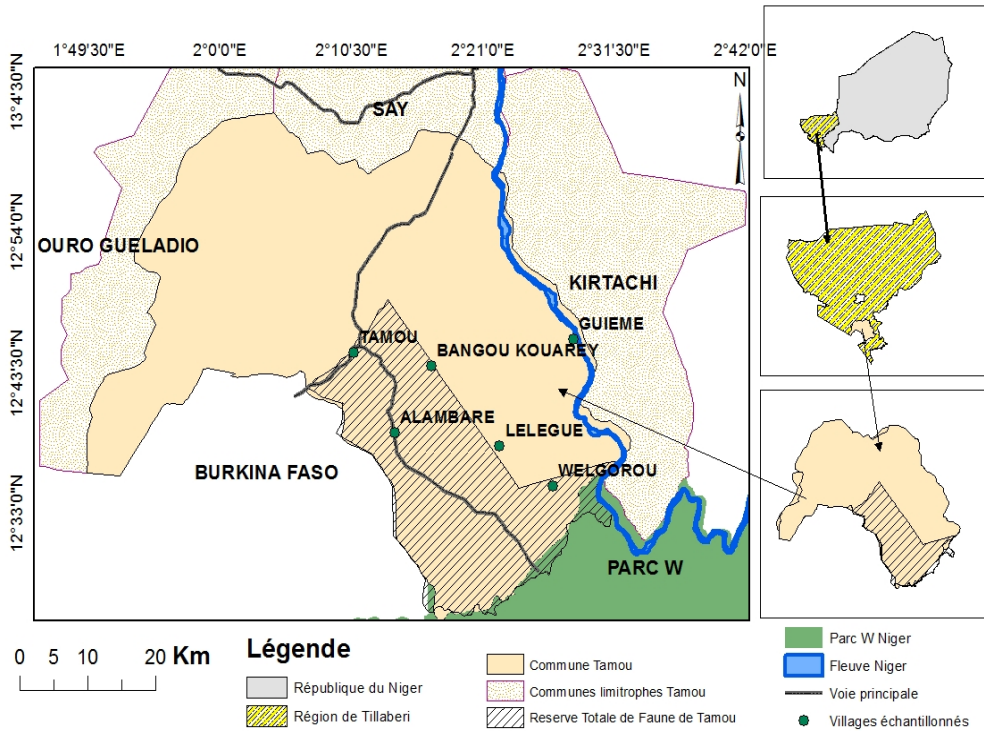 1°49'30"E 2°0'0"E 2°10'30"E 2°21'0"E 2°31'30"E 2°42'0"E
13°4'30"N
12°54'0"N
12°43'30"N
12°33'0"N
N
SAY
OURO GUELADIO
KIRTACHI
GUIEME
TAMOU
BANGOU KOUAREY
ALAMBARE
LELEGUE
BURKINA FASO
WELGOROU
PARC W
0 5 10 20 Km
Légende
République du Niger
Région de Tillaberi
Commune Tamou
Communes limitrophes Tamou
Reserve Totale de Faune de Tamou
Parc W Niger
Fleuve Niger
Voie principale
Villages échantillonnés